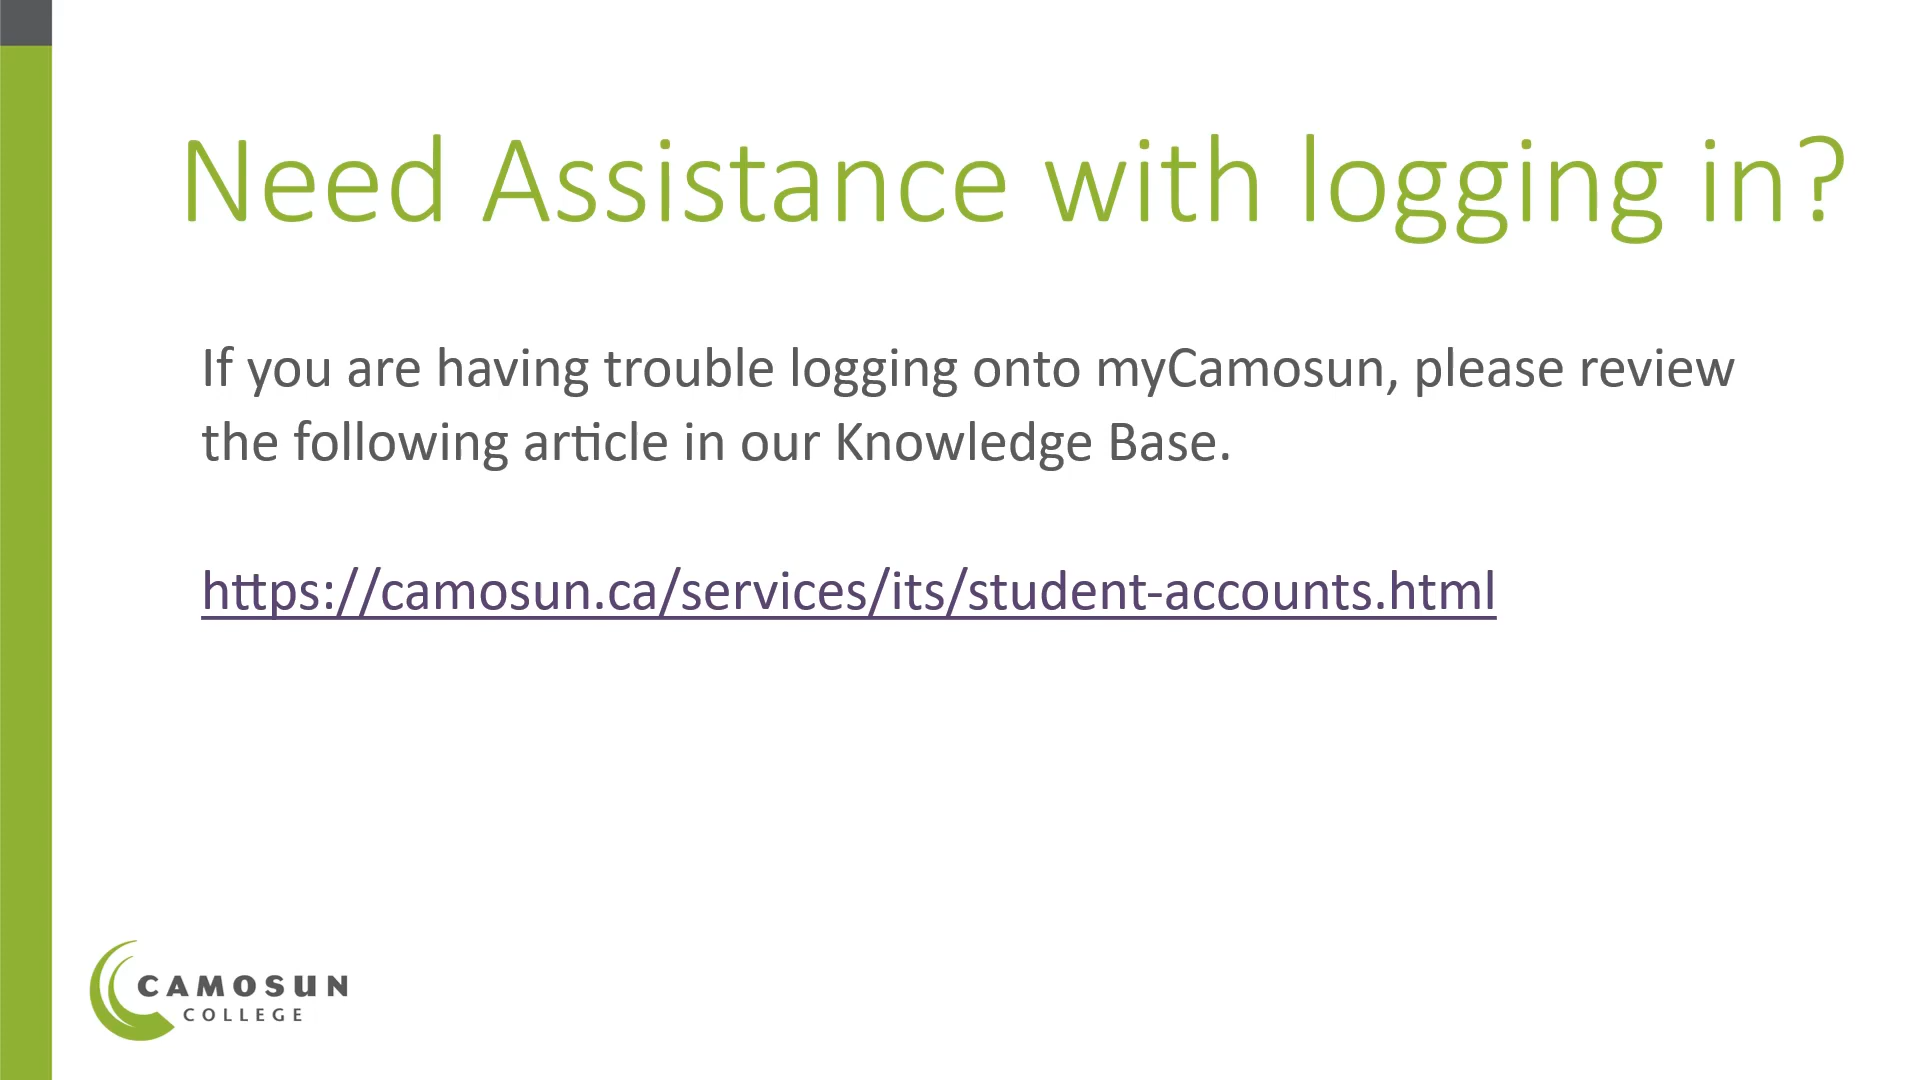 Need Assistance with logging in?
If you are having trouble logging onto myCamosun, please review
the following article in our Knowledge Base.
https://camosun.ca/services/its/student-accounts.html
CAMOSUN
COLLEGE